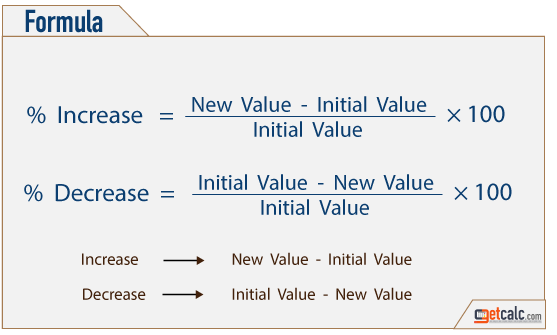 Formula
% Increase = New Value - Initial Value / Initial Value × 100
% Decrease = Initial Value - New Value / Initial Value × 100
Increase ⟶ New Value - Initial Value
Decrease ⟶ Initial Value - New Value
getcalc.com